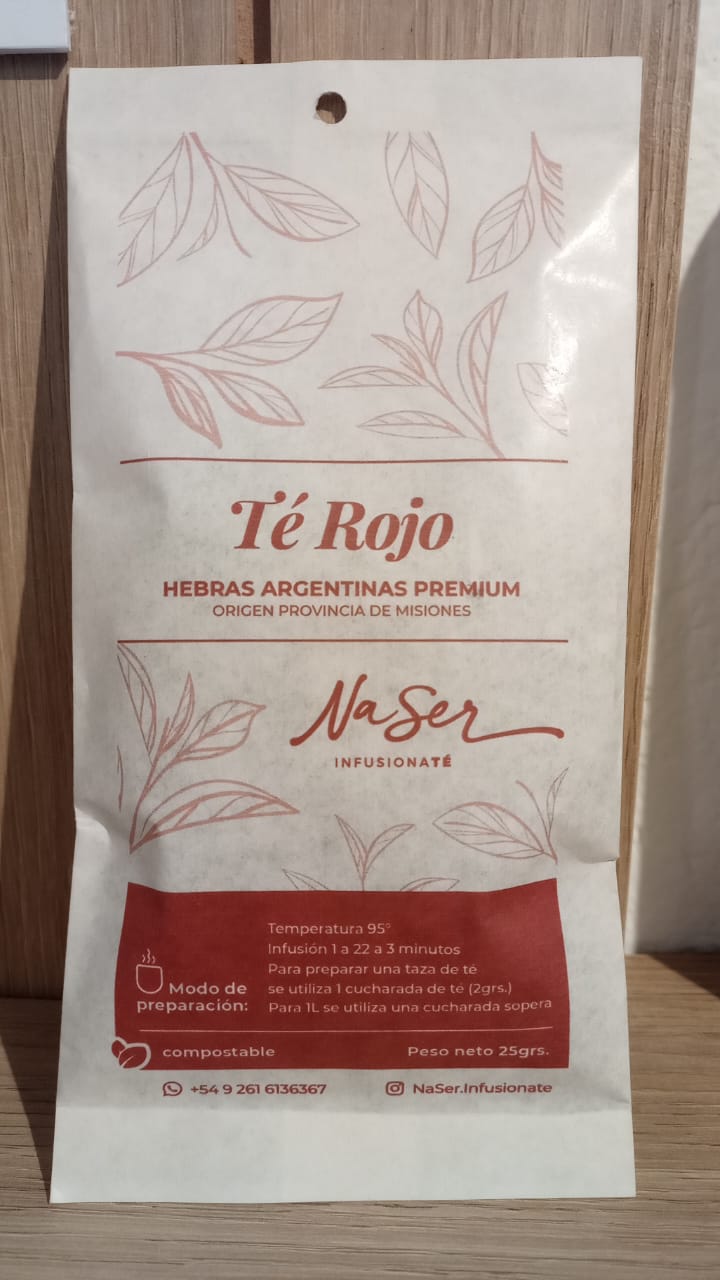 Té Rojo
HEBRAS ARGENTINAS PREMIUM
ORIGEN PROVINCIA DE MISIONES
NaSer
INFUSIONATÉ
Modo de
preparación:
Temperatura 95°
Infusión 1 a 22 a 3 minutos
Para preparar una taza de té
se utiliza 1 cucharada de té (2grs.)
Para 1L se utiliza una cucharada sopera
compostable
Peso neto 25grs.
+54 9 261 6136367
NaSer.Infusionate